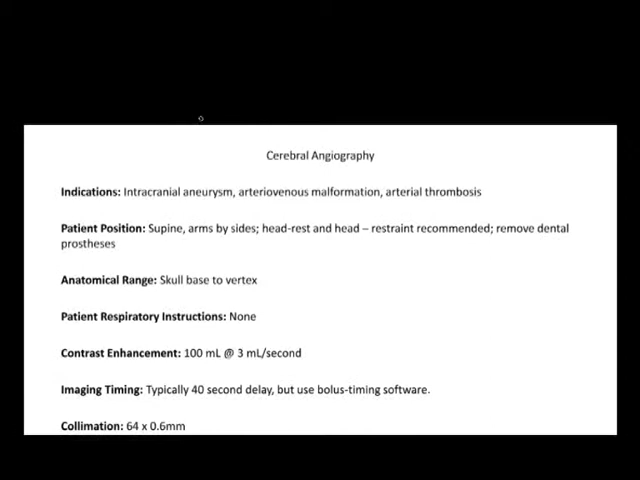 Cerebral Angiography
Indications: Intracranial aneurysm, arteriovenous malformation, arterial thrombosis
Patient Position: Supine, arms by sides; head-rest and head – restraint recommended; remove dental
prostheses
Anatomical Range: Skull base to vertex
Patient Respiratory Instructions: None
Contrast Enhancement: 100 mL @ 3 mL/second
Imaging Timing: Typically 40 second delay, but use bolus-timing software.
Collimation: 64 x 0.6mm